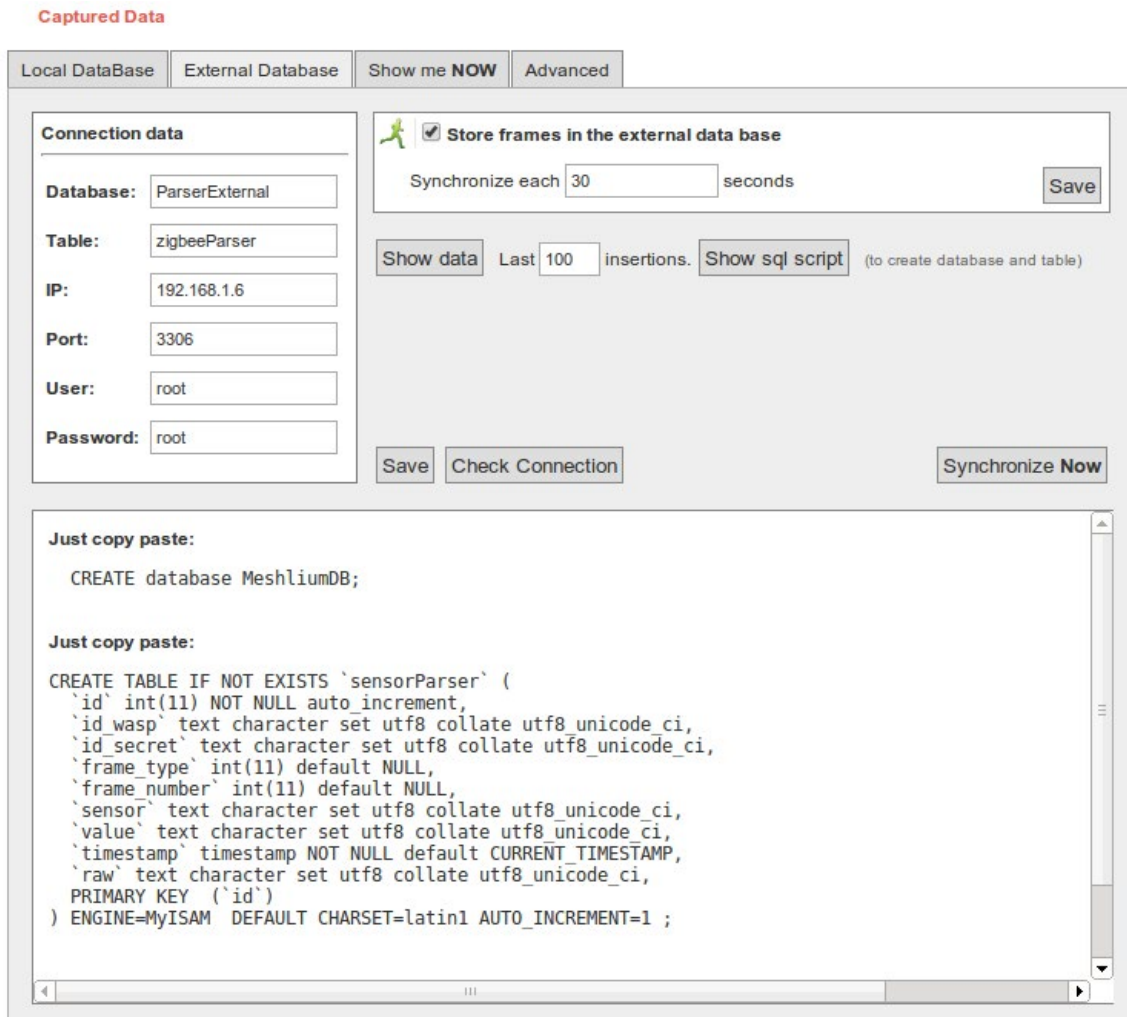 Captured Data
Local DataBase External Database Show me NOW Advanced
Connection data
Database: ParserExternal
Table: zigbeeParser
IP: 192.168.1.6
Port: 3306
User: root
Password: root
Store frames in the external data base
Synchronize each 30 seconds
Save
Show data Last 100 insertions. Show sql script (to create database and table)
Save Check Connection Synchronize Now
Just copy paste:
CREATE database MeshliumDB;
Just copy paste:
CREATE TABLE IF NOT EXISTS `sensorParser` (
`id` int(11) NOT NULL auto_increment,
`id_wasp` text character set utf8 collate utf8_unicode_ci,
`id_secret` text character set utf8 collate utf8_unicode_ci,
`frame_type` int(11) default NULL,
`frame_number` int(11) default NULL,
`sensor` text character set utf8 collate utf8_unicode_ci,
`value` text character set utf8 collate utf8_unicode_ci,
`timestamp` timestamp NOT NULL default CURRENT_TIMESTAMP,
`raw` text character set utf8 collate utf8_unicode_ci,
PRIMARY KEY (`id`)
) ENGINE=MyISAM DEFAULT CHARSET=latin1 AUTO_INCREMENT=1 ;